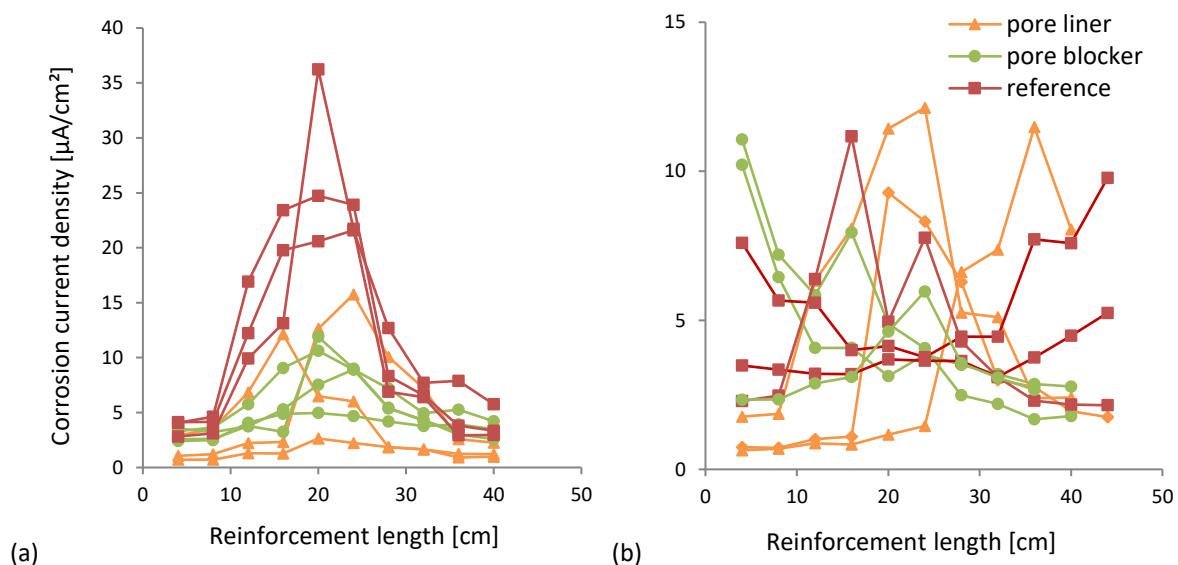 40
35
30
25
20
15
10
5
0
Corrosion current density [µA/cm²]
0 10 20 30 40 50
Reinforcement length [cm]
(a)
15
10
5
0
pore liner
pore blocker
reference
0 10 20 30 40 50
Reinforcement length [cm]
(b)